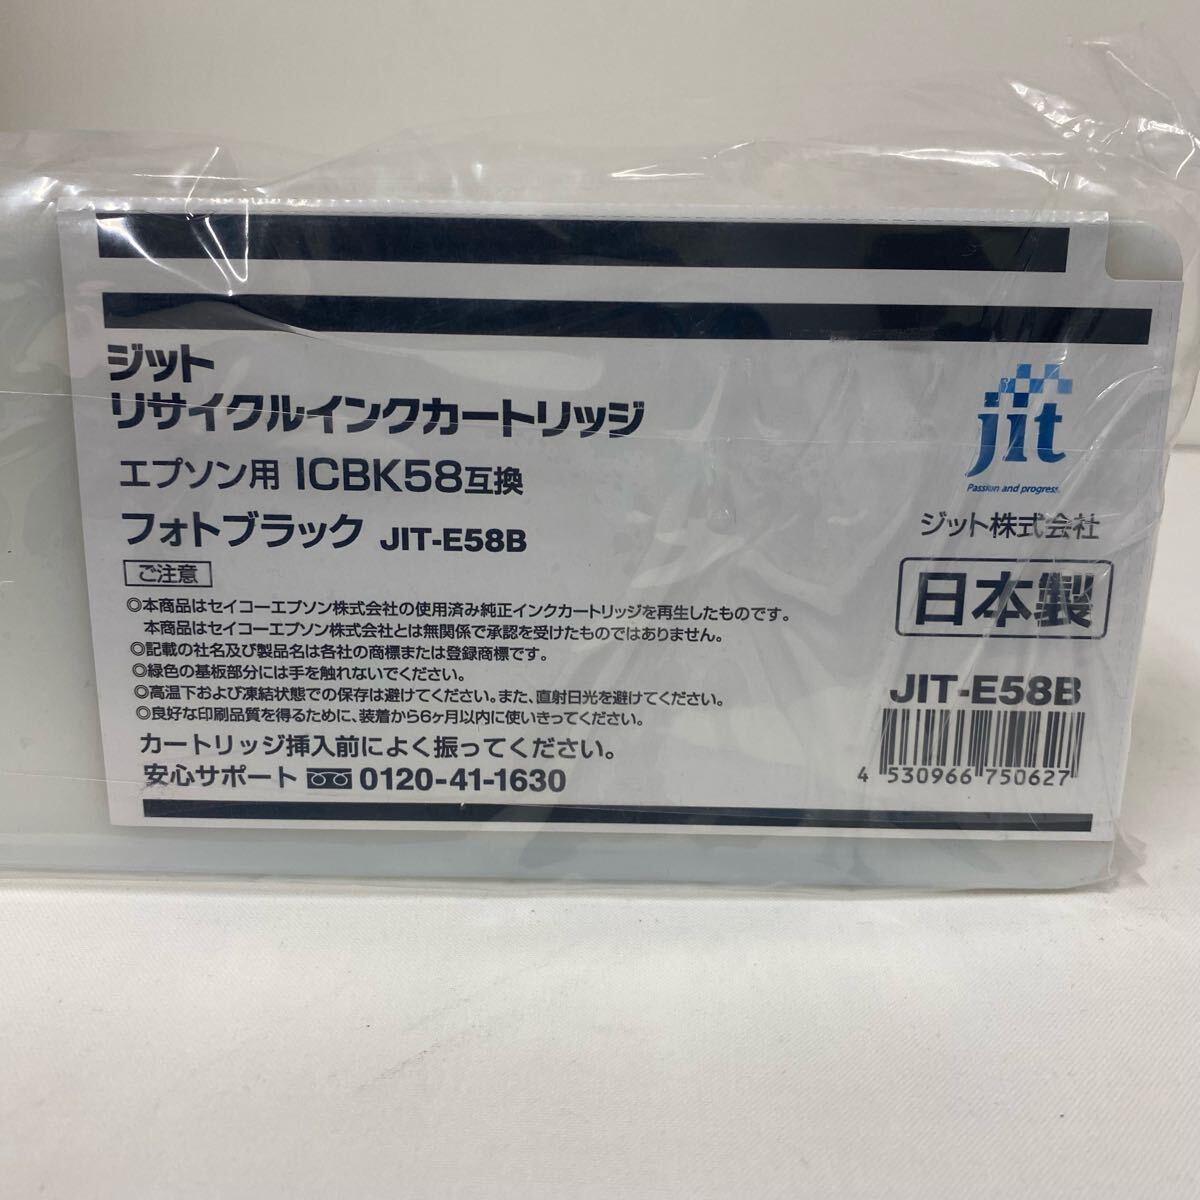 ジット
リサイクルインクカートリッジ
エプソン用 ICBK58互換
フォトブラック JIT-E58B
ご注意
◎本商品はセイコーエプソン株式会社の使用済み純正インクカートリッジを再生したものです。
本商品はセイコーエプソン株式会社とは無関係で承認を受けたものではありません。
◎記載の社名及び製品名は各社の商標または登録商標です。
◎緑色の基板部分には手を触れないでください。
◎高温下および凍結状態での保存は避けてください。また、直射日光を避けてください。
◎良好な印刷品質を得るために、装着から6ヶ月以内に使いきってください。
カートリッジ挿入前によく振ってください。
安心サポート 0120-41-1630
jit
Passion and progress.
ジット株式会社
日本製
JIT-E58B
4 530966 750627